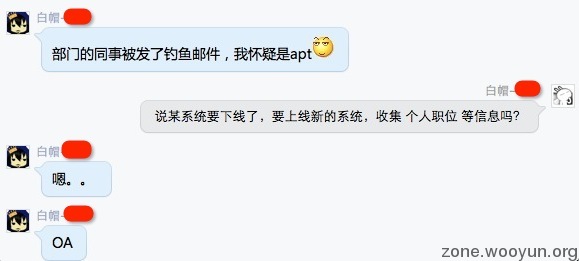 白帽-
部门的同事被发了钓鱼邮件，我怀疑是apt
白帽-
说某系统要下线了，要上线新的系统，收集 个人职位 等信息吗?
白帽-
嗯。。
白帽-
OA
zone.wooyun.org